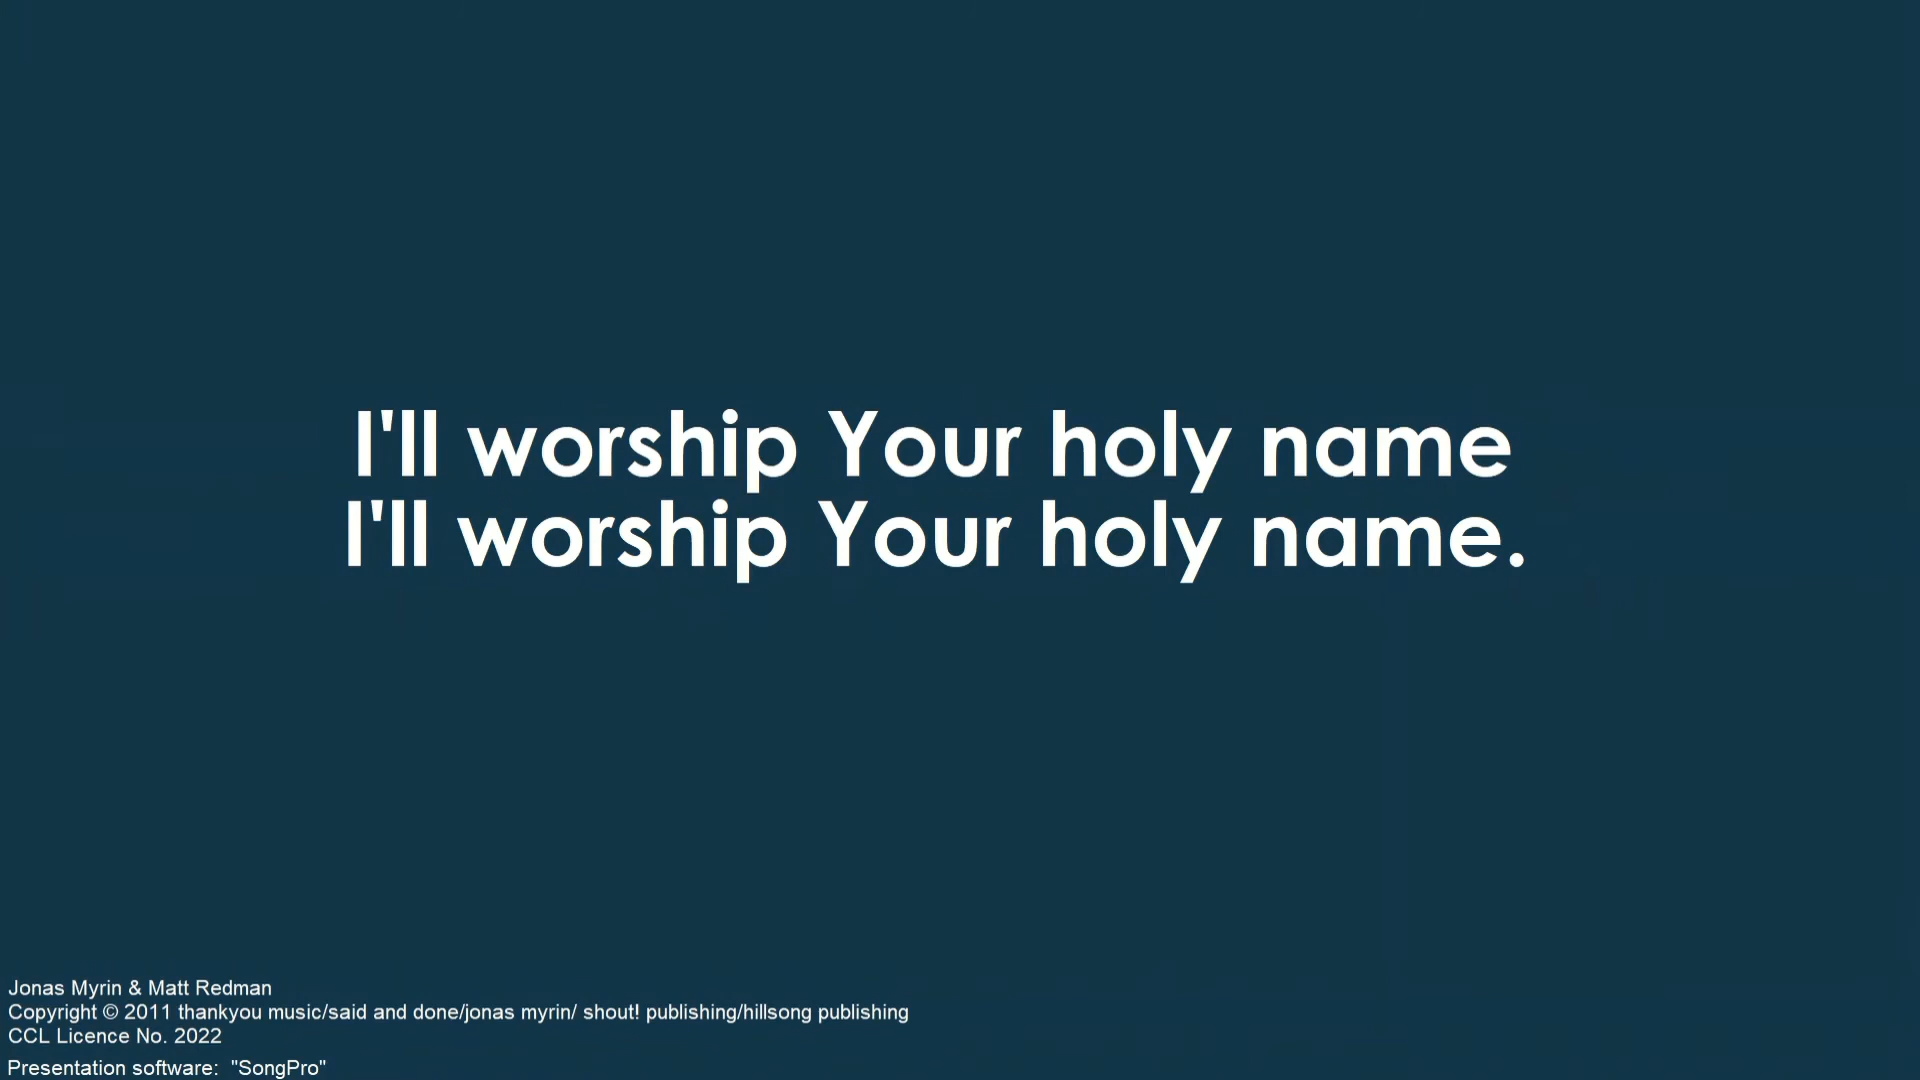 I'll worship Your holy name
I'll worship Your holy name.
Jonas Myrin & Matt Redman
Copyright © 2011 thankyou music/said and done/jonas myrin/ shout! publishing/hillsong publishing
CCL Licence No. 2022
Presentation software:  "SongPro"